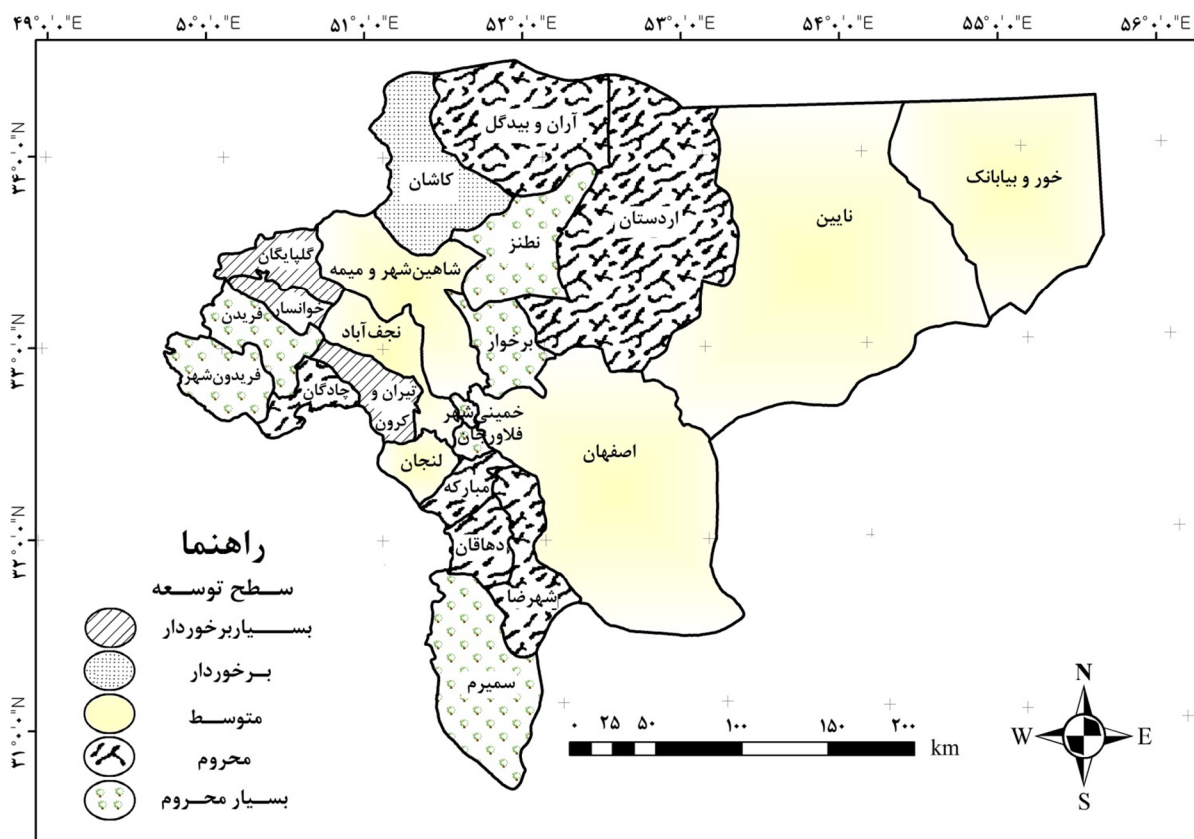 ۴۹°۰'۰"E ۵۰°۰'۰"E ۵۱°۰'۰"E ۵۲°۰'۰"E ۵۳°۰'۰"E ۵۴°۰'۰"E ۵۵°۰'۰"E ۵۶°۰'۰"E
۳۴°۰'۰"N
۳۳°۰'۰"N
۳۲°۰'۰"N
۳۱°۰'۰"N
آران و بیدگل
کاشان
خور و بیابانک
نایین
اردستان
نطنز
گلپایگان
شاهین‌شهر و میمه
خوانسار
فریدن
نجف‌آباد
برخوار
فریدون‌شهر
چادگان
تیران و
کرون
خمینی‌شهر
فلاورجان
اصفهان
لنجان
مبارکه
دهاقان
شهرضا
سمیرم
راهنما
سطح توسعه
بسیاربرخوردار
برخوردار
متوسط
محروم
بسیار محروم
۰ ۲۵ ۵۰ ۱۰۰ ۱۵۰ ۲۰۰
km
N
W E
S